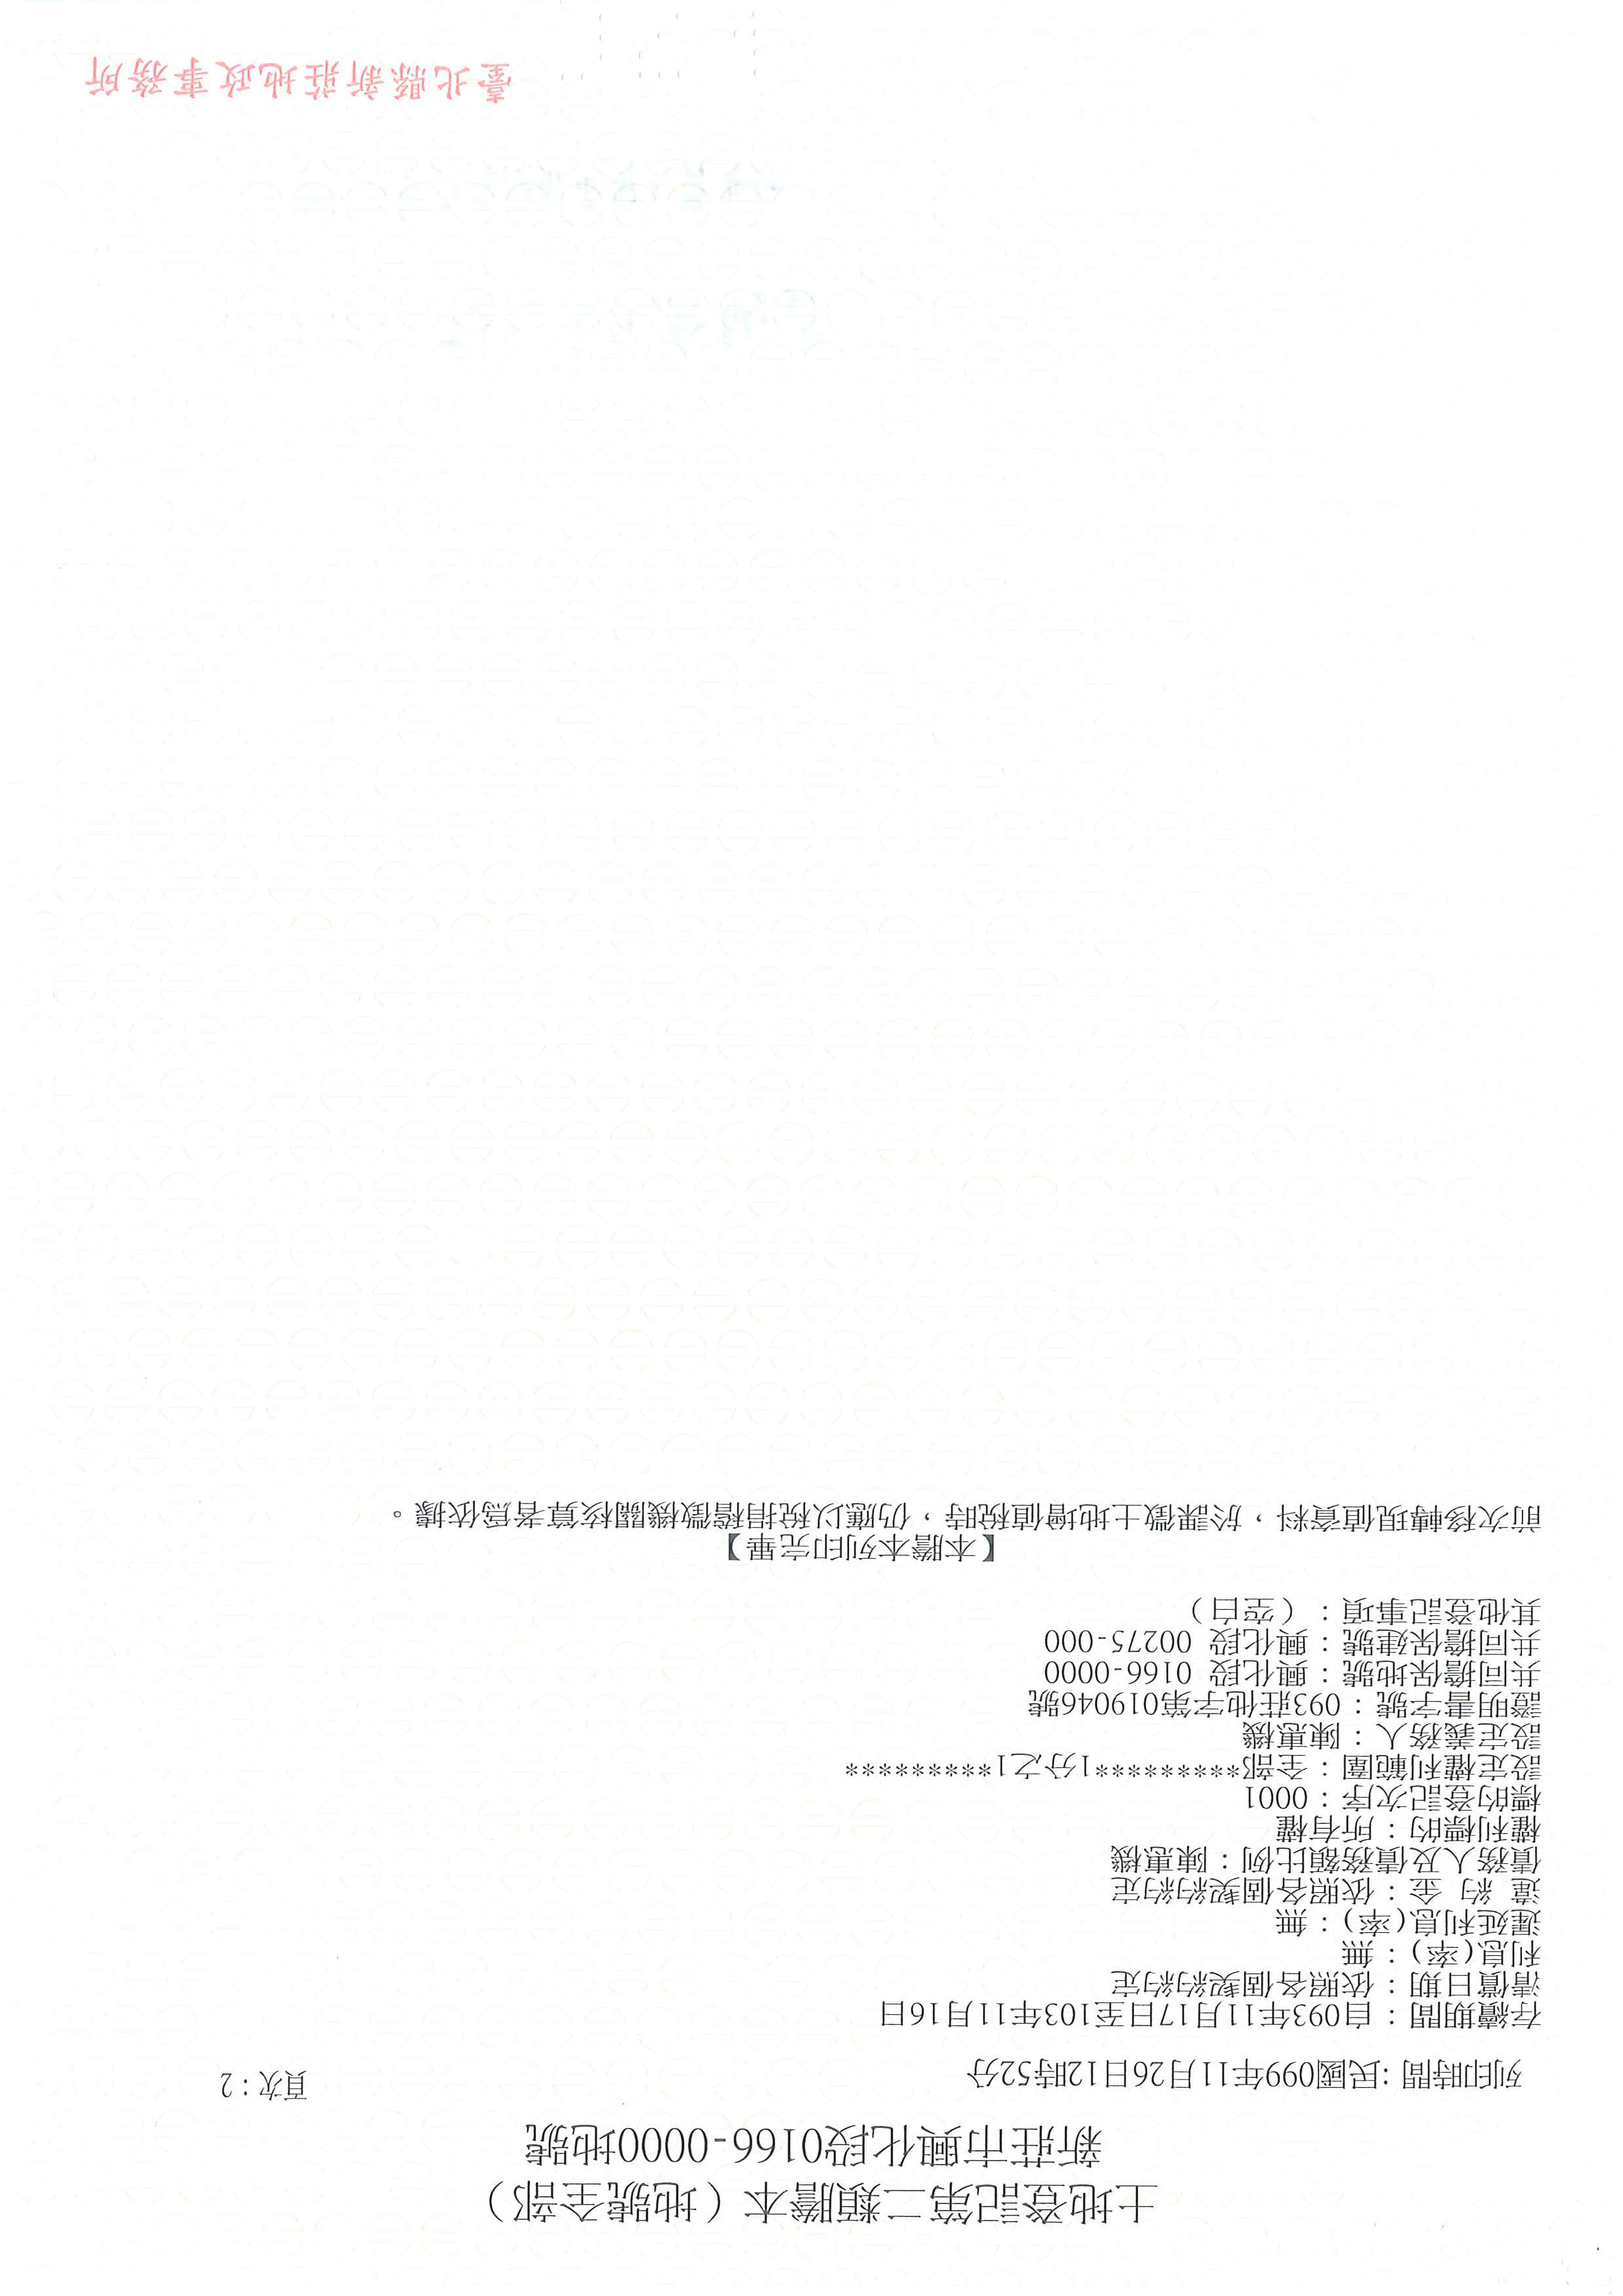 土地登記第二類謄本（地號全部）
新莊市興化段0166-0000地號
列印時間:民國099年11月26日12時52分
頁次:2
存續期間：自093年11月17日至103年11月16日
清償日期：依照各個契約約定
利息(率)：無
遲延利息(率)：無
違 約 金：依照各個契約約定
債務人及債務額比例：陳惠機
權利標的：所有權
標的登記次序：0001
設定權利範圍：全部*********1分之1*********
設定義務人：陳惠機
證明書字號：093莊他字第019046號
共同擔保地號：興化段 0166-0000
共同擔保建號：興化段 00275-000
其他登記事項：（空白）
【本謄本列印完畢】
前次移轉現值資料，於課徵土地增值稅時，仍應以稅捐稽徵機關核算者為依據。
臺北縣新莊地政事務所